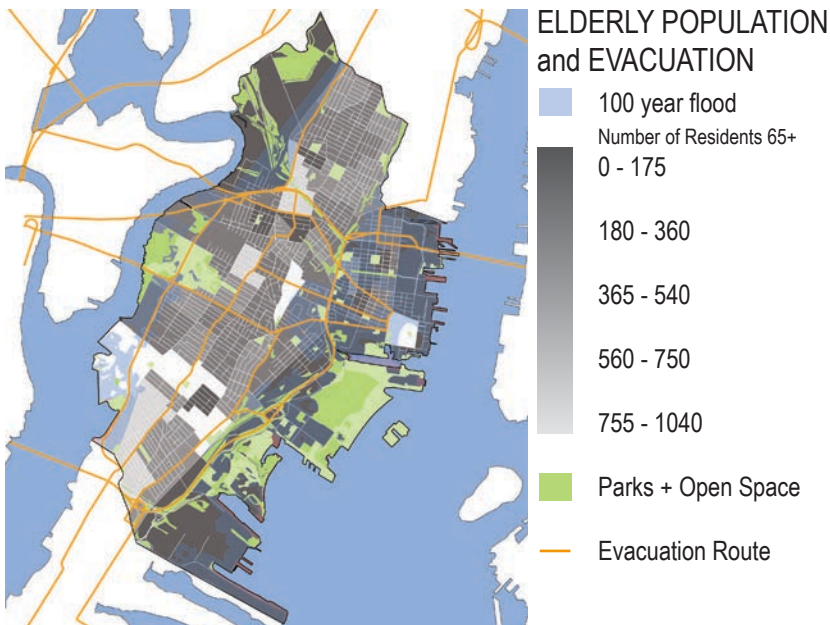 ELDERLY POPULATION
and EVACUATION
100 year flood
Number of Residents 65+
0 - 175
180 - 360
365 - 540
560 - 750
755 - 1040
Parks + Open Space
Evacuation Route